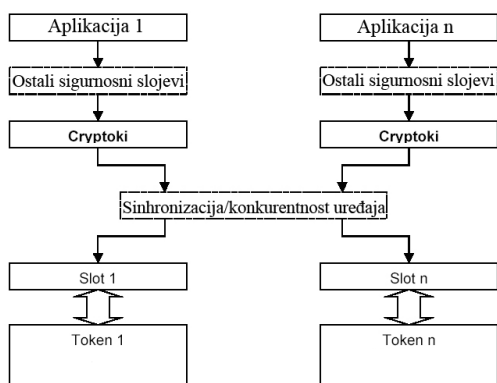 Aplikacija 1
Aplikacija n
Ostali sigurnosni slojevi
Ostali sigurnosni slojevi
Cryptoki
Cryptoki
Sinhronizacija/konkurentnost uređaja
Slot 1
Slot n
Token 1
Token n